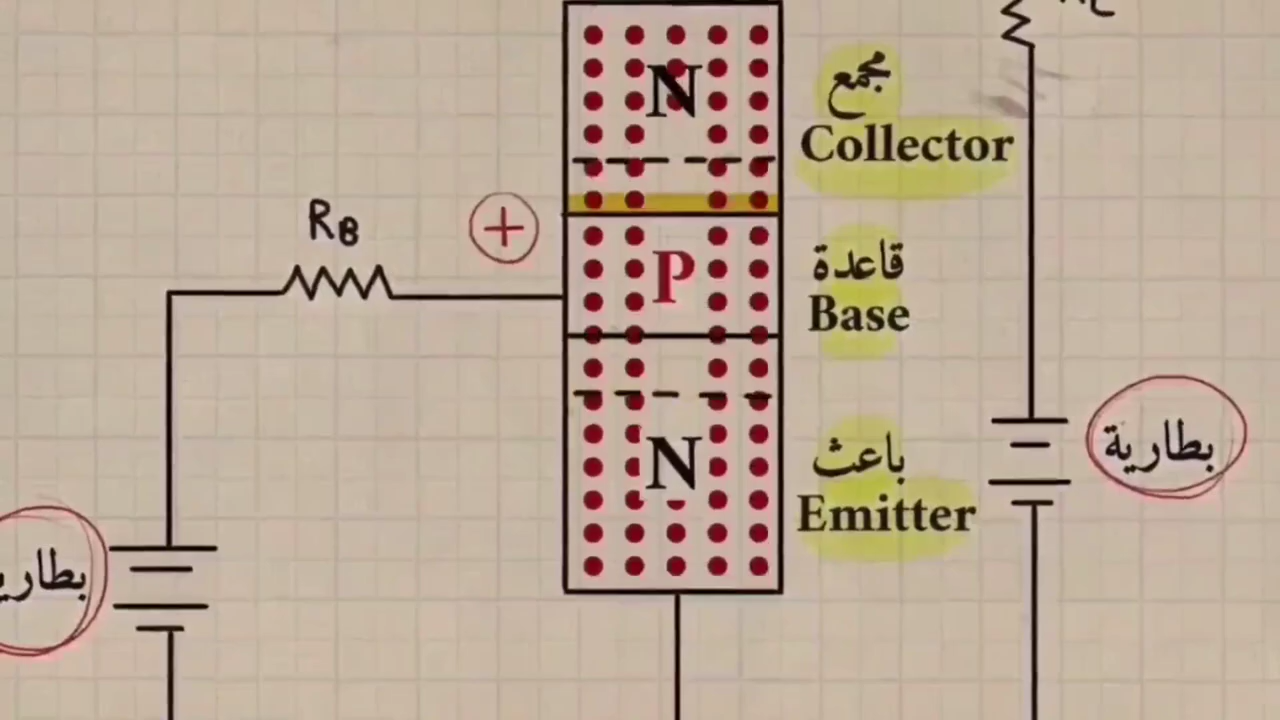 N
مجمع
Collector
RB
+
P
قاعدة
Base
بطارية
N
باعث
Emitter